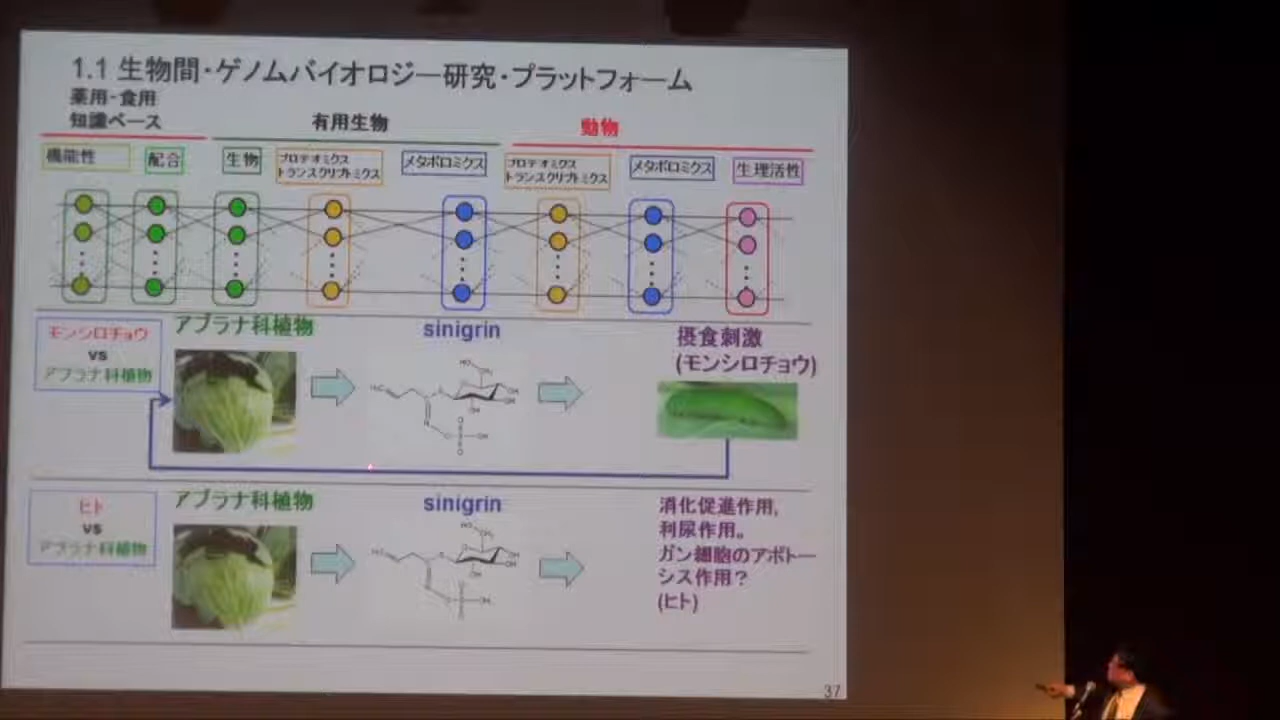 1.1 生物間・ゲノムバイオロジー研究・プラットフォーム
薬用・食用
知識ベース
有用生物
動物
機能性
配合
生物
プロテオミクス
トランスクリプトミクス
メタボロミクス
プロテオミクス
トランスクリプトミクス
メタボロミクス
生理活性
モンシロチョウ
vs
アブラナ科植物
アブラナ科植物
sinigrin
摂食刺激
(モンシロチョウ)
ヒト
vs
アブラナ科植物
アブラナ科植物
sinigrin
消化促進作用,
利尿作用。
ガン細胞のアポトー
シス作用？
(ヒト)
37